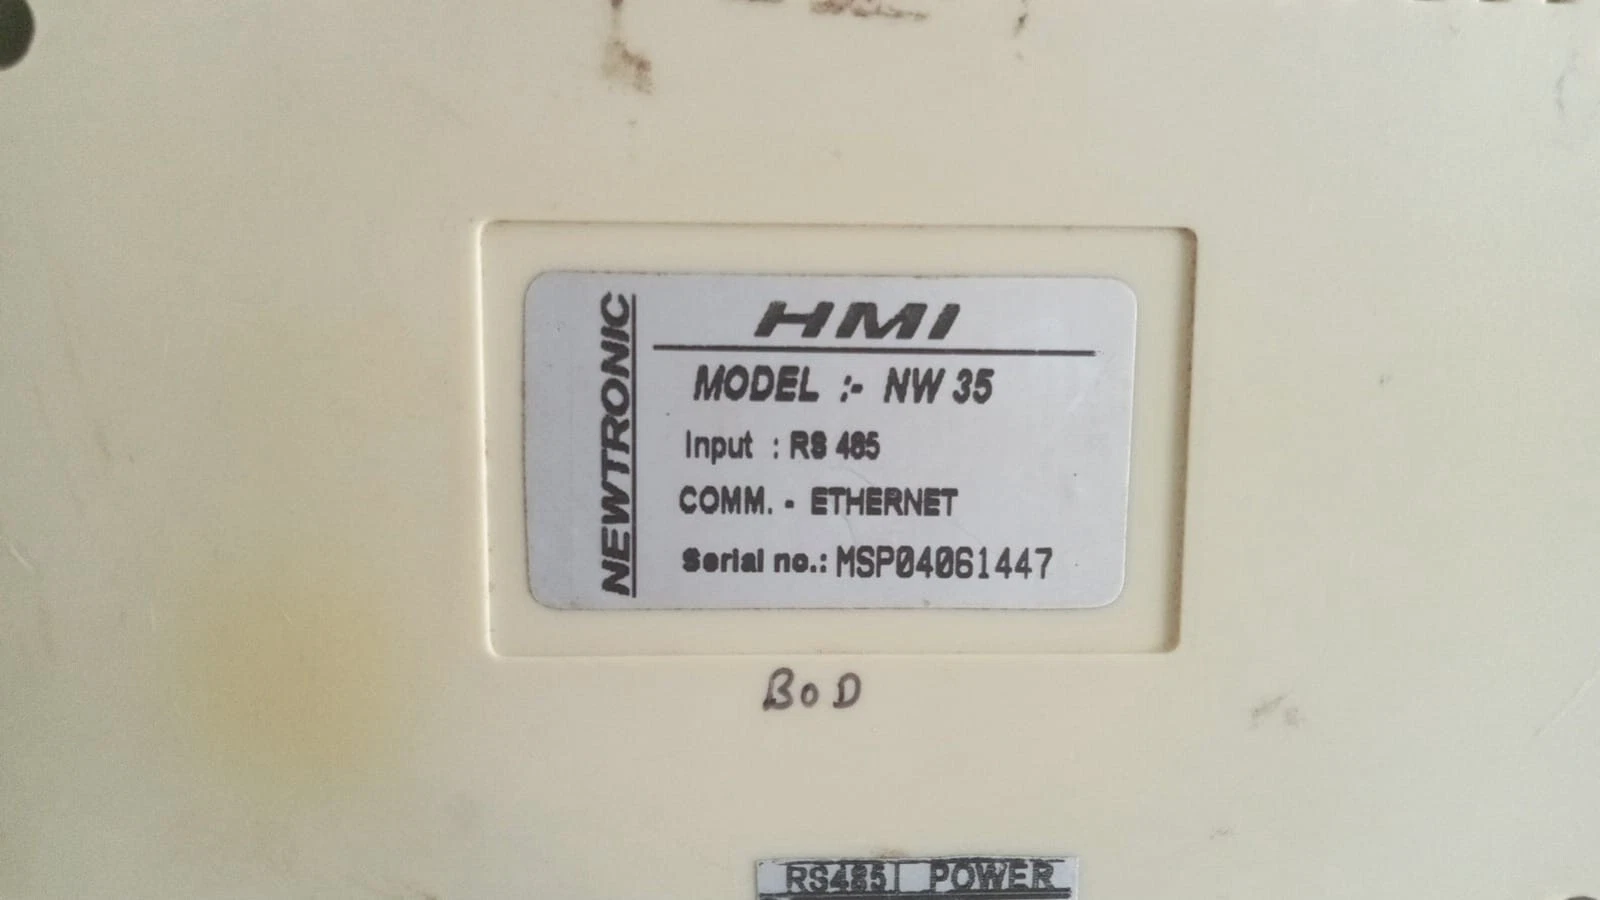 NEWTRONIC
HMI
MODEL :- NW 35
Input : RS 485
COMM. - ETHERNET
Serial no.: MSP04061447
BOD
RS485 POWER